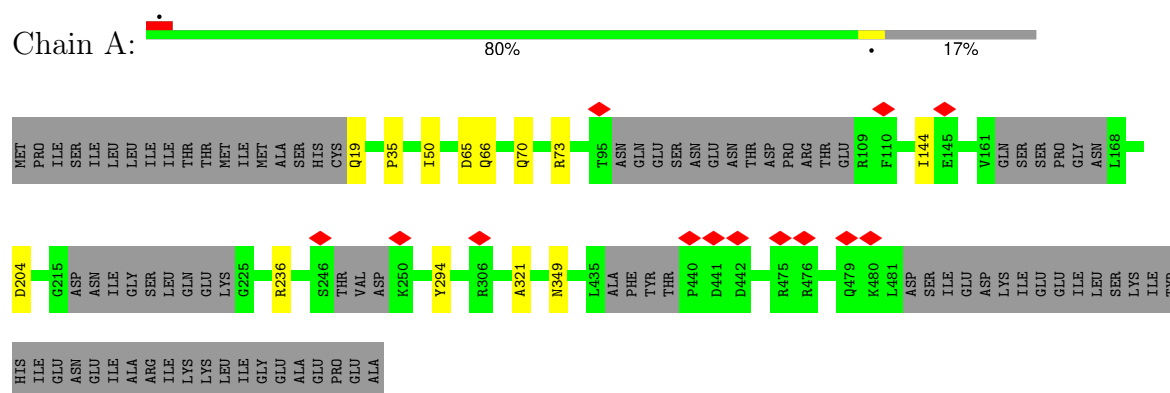 Chain A:
80%
17%
MET PRO ILE SER ILE LEU LEU ILE ILE THR THR MET ILE MET ALA SER HIS CYS Q19 P35 I50 D65 Q66 Q70 R73 T95 ASN GLN GLU SER ASN GLU ASN THR ASP PRO ARG THR GLU R109 F110 I144 E145 V161 GLN SER SER PRO GLY ASN L168
D204 G215 ASP ASN ILE GLY SER LEU GLN GLU LYS G225 R236 S246 THR VAL ASP K250 Y294 R306 A321 N349 L435 ALA PHE TYR THR P440 D441 D442 R475 R476 Q479 K480 L481 ASP SER ILE GLU ASP LYS ILE GLU GLU ILE LEU SER LYS ILE TYR
HIS ILE GLU ASN GLU ILE ALA ARG ILE LYS LYS LEU ILE GLY GLU ALA GLU PRO GLU ALA